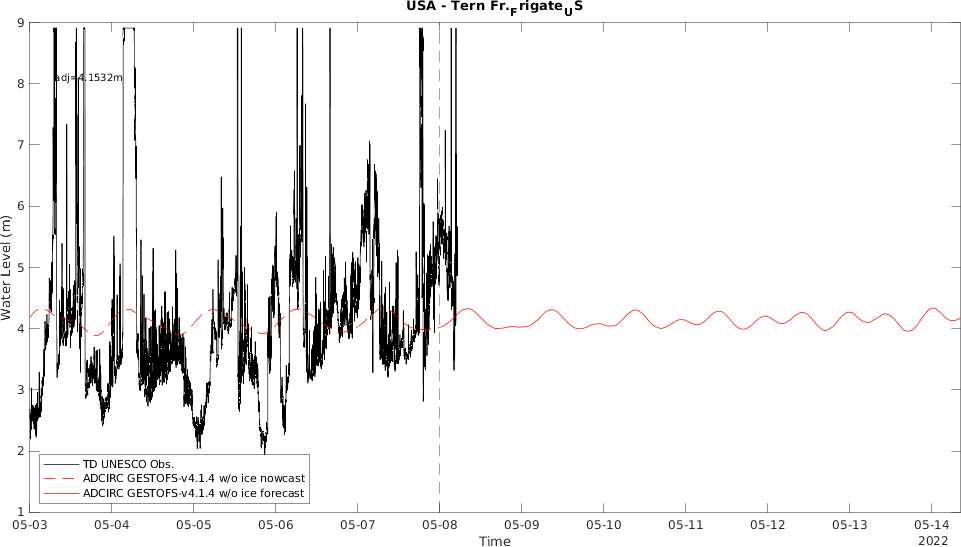 USA - Tern Fr.FrigateUS
9
8
7
6
5
4
3
2
1
Water Level (m)
adj=4.1532m
TD UNESCO Obs.
ADCIRC GESTOFS-v4.1.4 w/o ice nowcast
ADCIRC GESTOFS-v4.1.4 w/o ice forecast
05-03 05-04 05-05 05-06 05-07 05-08 05-09 05-10 05-11 05-12 05-13 05-14
Time
2022